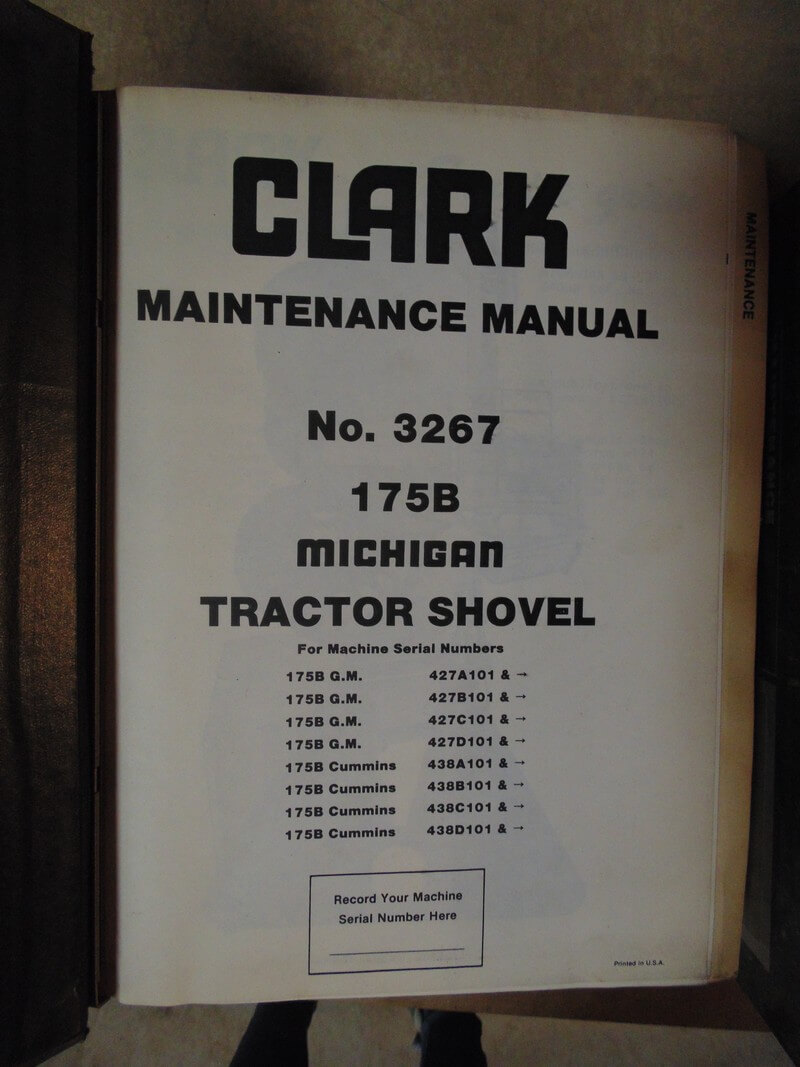 CLARK
MAINTENANCE MANUAL
No. 3267
175B
MICHIGAN
TRACTOR SHOVEL
For Machine Serial Numbers
175B G.M. 427A101 & →
175B G.M. 427B101 & →
175B G.M. 427C101 & →
175B G.M. 427D101 & →
175B Cummins 438A101 & →
175B Cummins 438B101 & →
175B Cummins 438C101 & →
175B Cummins 438D101 & →
Record Your Machine
Serial Number Here
Printed in U.S.A.
MAINTENANCE